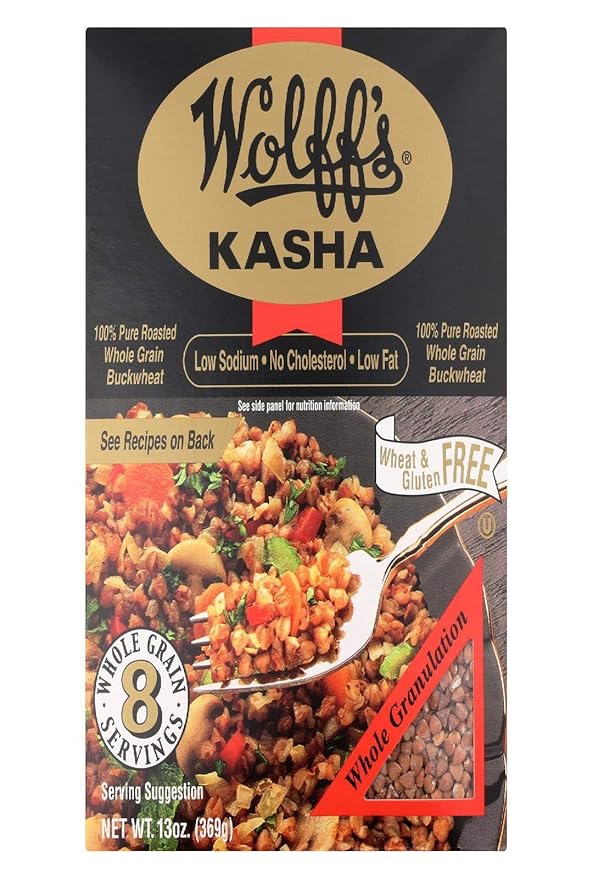 Wolff's®
KASHA
100% Pure Roasted
Whole Grain
Buckwheat
Low Sodium • No Cholesterol • Low Fat
100% Pure Roasted
Whole Grain
Buckwheat
See side panel for nutrition information
See Recipes on Back
Wheat &
Gluten FREE
U
Whole Granulation
WHOLE GRAIN
8
SERVINGS
Serving Suggestion
NET WT. 13oz. (369g)